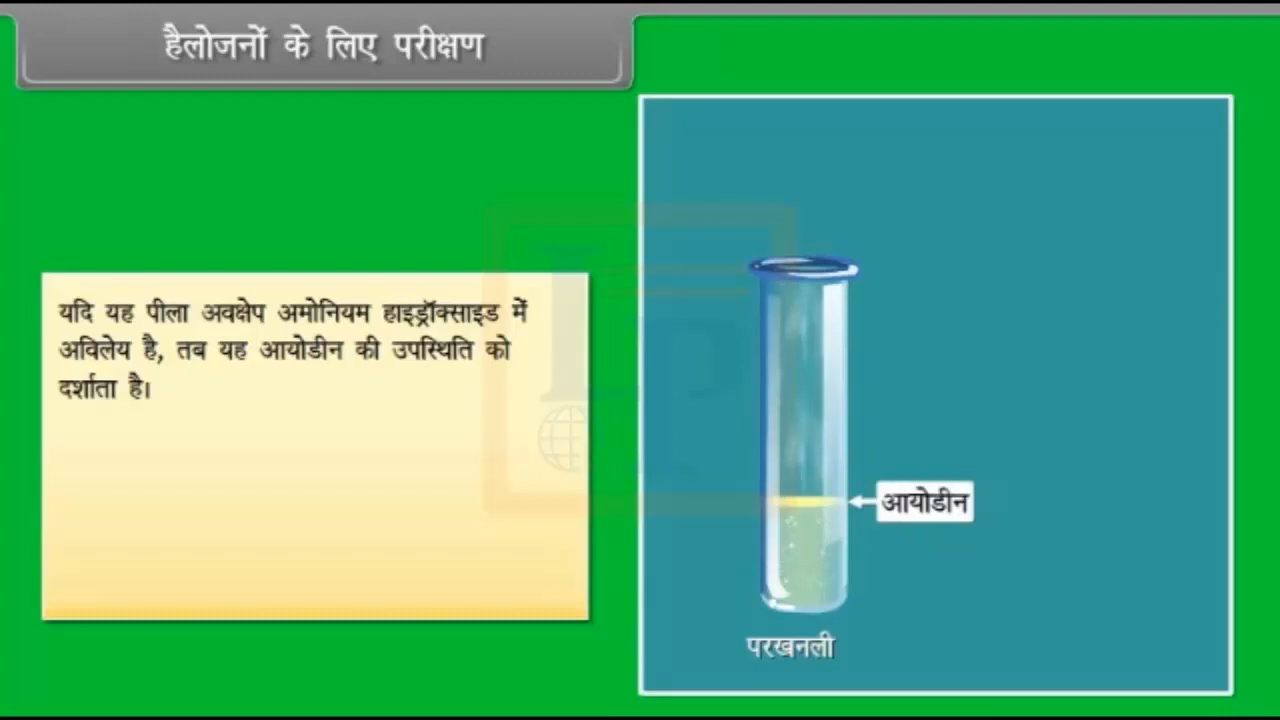 हैलोजनों के लिए परीक्षण
यदि यह पीला अवक्षेप अमोनियम हाइड्रॉक्साइड में
अविलेय है, तब यह आयोडीन की उपस्थिति को
दर्शाता है।
आयोडीन
परखनली